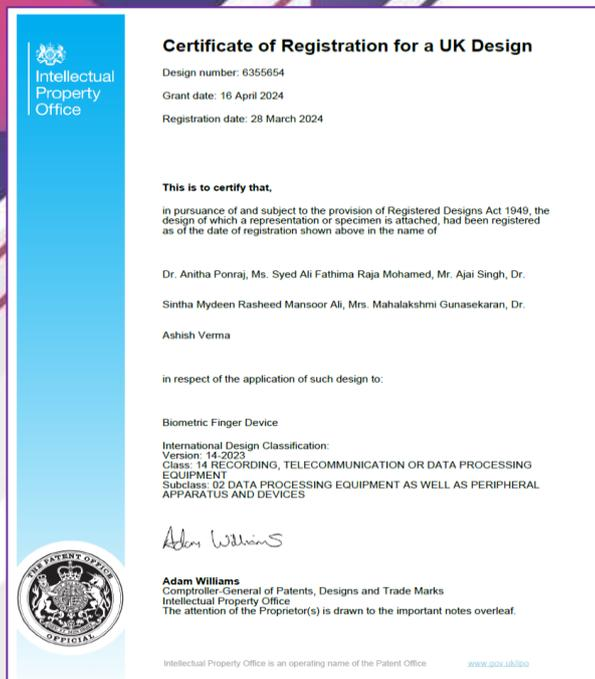 Intellectual
Property
Office
Certificate of Registration for a UK Design
Design number: 6355654
Grant date: 16 April 2024
Registration date: 28 March 2024
This is to certify that,
in pursuance of and subject to the provision of Registered Designs Act 1949, the
design of which a representation or specimen is attached, had been registered
as of the date of registration shown above in the name of
Dr. Anitha Ponraj, Ms. Syed Ali Fathima Raja Mohamed, Mr. Ajai Singh, Dr.
Sintha Mydeen Rasheed Mansoor Ali, Mrs. Mahalakshmi Gunasekaran, Dr.
Ashish Verma
in respect of the application of such design to:
Biometric Finger Device
International Design Classification:
Version: 14-2023
Class: 14 RECORDING, TELECOMMUNICATION OR DATA PROCESSING
EQUIPMENT
Subclass: 02 DATA PROCESSING EQUIPMENT AS WELL AS PERIPHERAL
APPARATUS AND DEVICES
Adam Williams
Adam Williams
Comptroller-General of Patents, Designs and Trade Marks
Intellectual Property Office
The attention of the Proprietor(s) is drawn to the important notes overleaf.
THE PATENT OFFICE
OFFICIAL
Intellectual Property Office is an operating name of the Patent Office
www.gov.uk/ipo